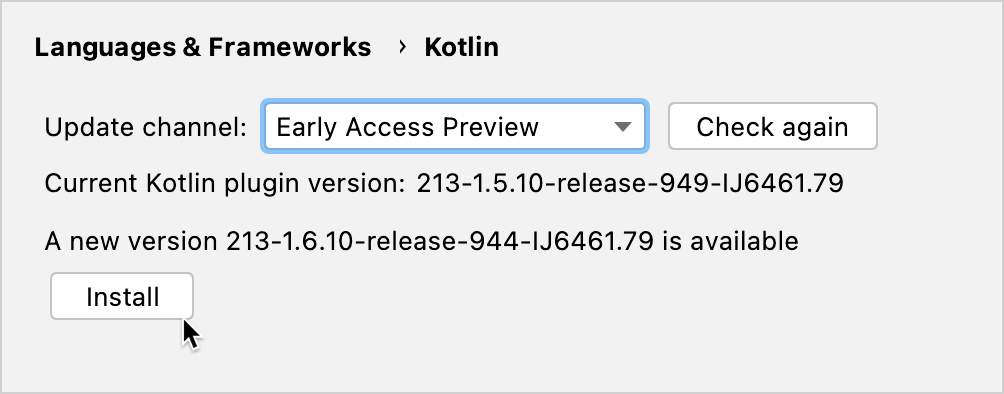 Languages & Frameworks › Kotlin
Update channel: Early Access Preview Check again
Current Kotlin plugin version: 213-1.5.10-release-949-IJ6461.79
A new version 213-1.6.10-release-944-IJ6461.79 is available
Install